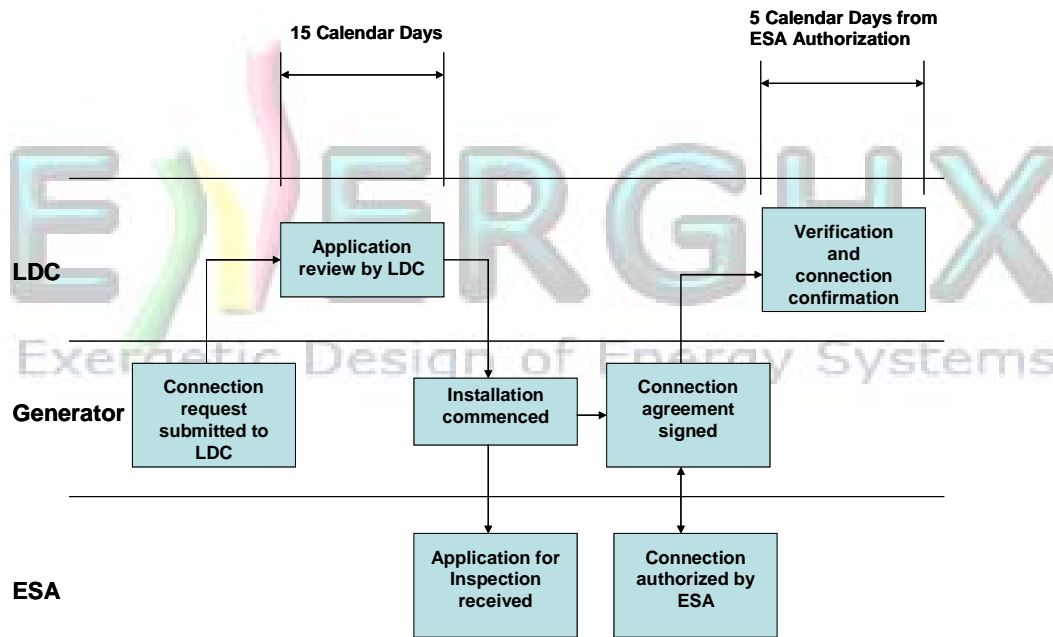 15 Calendar Days
5 Calendar Days from
ESA Authorization
ENERGHX
Exergetic Design of Energy Systems
LDC
Application
review by LDC
Verification
and
connection
confirmation
Generator
Connection
request
submitted to
LDC
Installation
commenced
Connection
agreement
signed
ESA
Application for
Inspection
received
Connection
authorized by
ESA